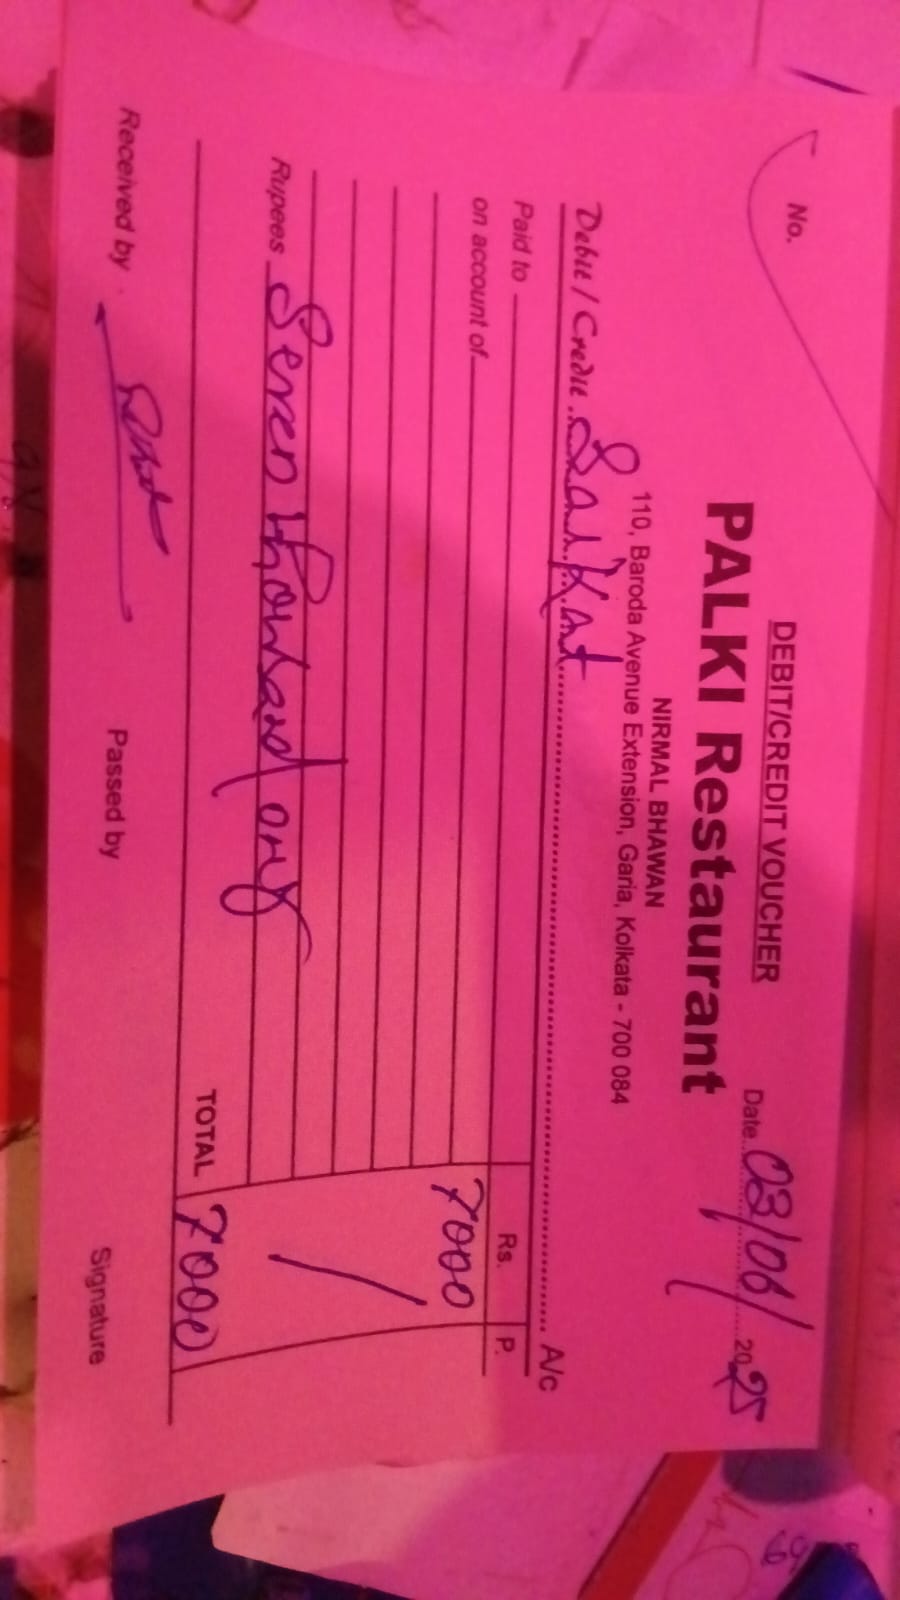 DEBIT/CREDIT VOUCHER
No.
Date 03/06/ 2025
PALKI Restaurant
NIRMAL BHAWAN
110, Baroda Avenue Extension, Garia, Kolkata - 700 084
Debit / Credit Sasi Kant A/c
Paid to Rs. P.
on account of 7000
Rupees Seven thousand only
TOTAL 7000
Received by Passed by Signature